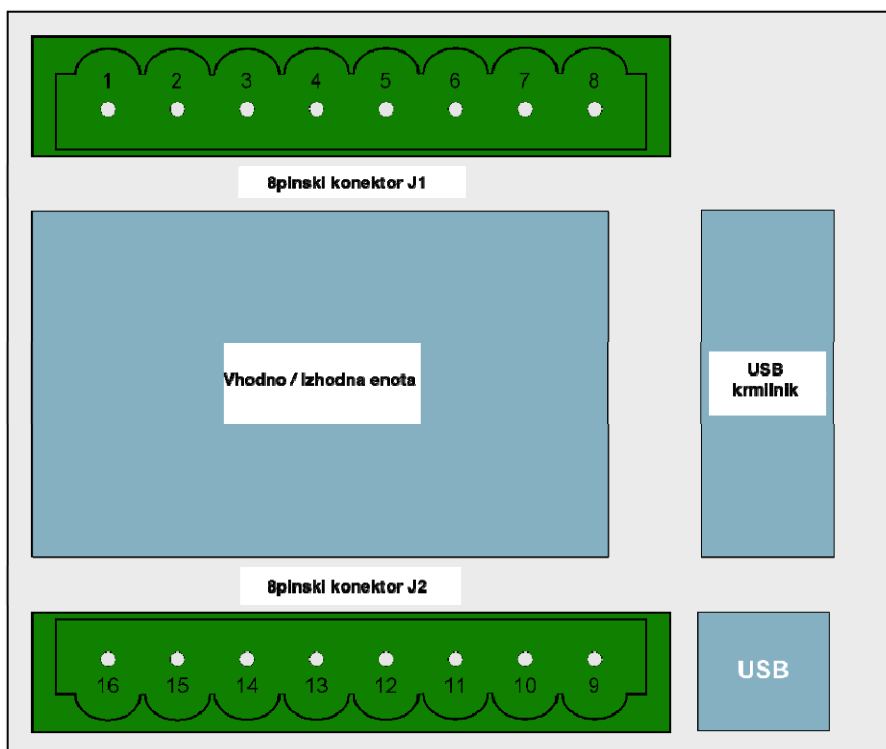 1 2 3 4 5 6 7 8
8pinski konektor J1
Vhodno / Izhodna enota
USB
krmilnik
8pinski konektor J2
16 15 14 13 12 11 10 9
USB